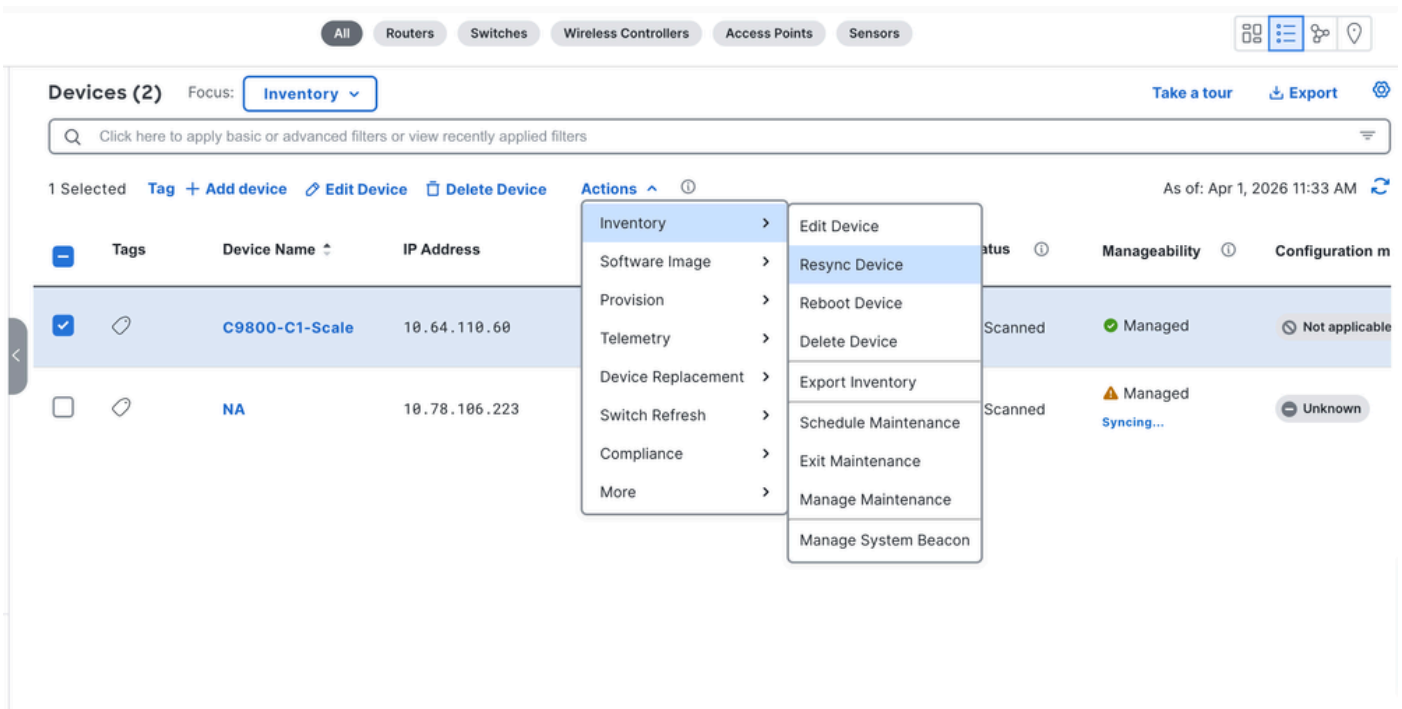 All Routers Switches Wireless Controllers Access Points Sensors
Devices (2) Focus: Inventory Take a tour Export
Click here to apply basic or advanced filters or view recently applied filters
1 Selected Tag + Add device Edit Device Delete Device Actions As of: Apr 1, 2026 11:33 AM
Tags Device Name IP Address atus Manageability Configuration m
C9800-C1-Scale 10.64.110.60 Scanned Managed Not applicable
NA 10.78.106.223 Scanned Managed Unknown
Syncing...
Inventory
Software Image
Provision
Telemetry
Device Replacement
Switch Refresh
Compliance
More
Edit Device
Resync Device
Reboot Device
Delete Device
Export Inventory
Schedule Maintenance
Exit Maintenance
Manage Maintenance
Manage System Beacon